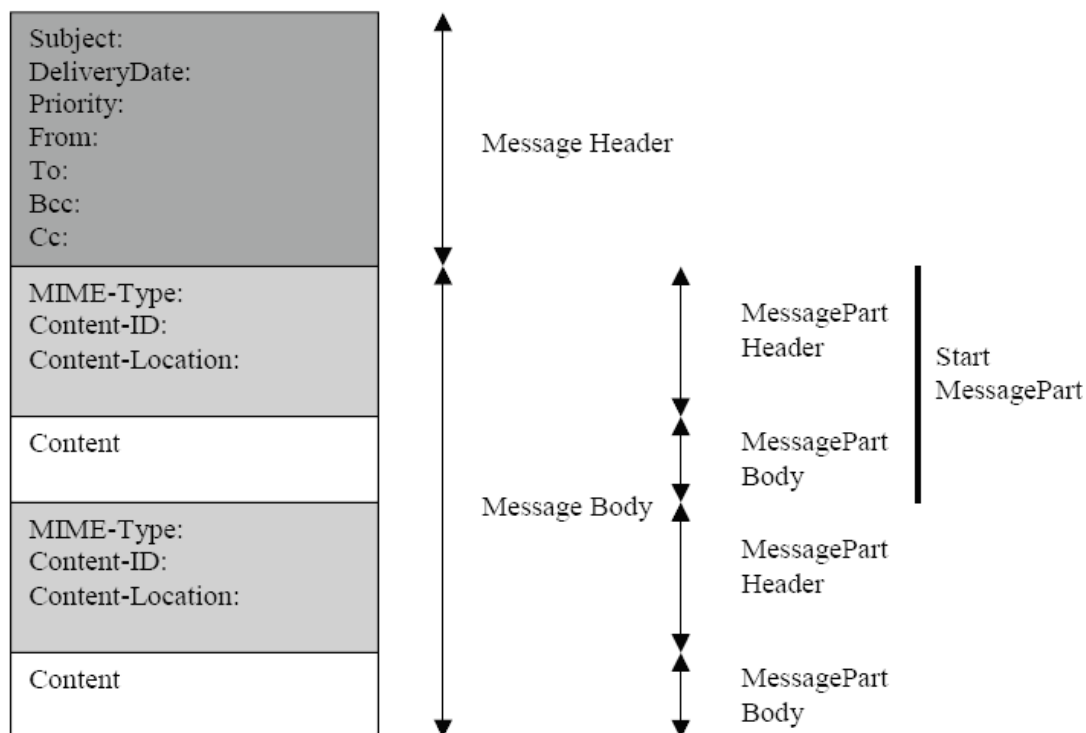 Subject:
DeliveryDate:
Priority:
From:
To:
Bcc:
Cc:
Message Header
MIME-Type:
Content-ID:
Content-Location:
MessagePart
Header
Start
MessagePart
Content
MessagePart
Body
Message Body
MIME-Type:
Content-ID:
Content-Location:
MessagePart
Header
Content
MessagePart
Body